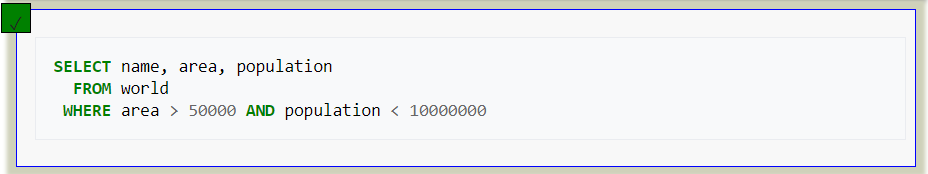 ✓
SELECT name, area, population
  FROM world
 WHERE area > 50000 AND population < 10000000